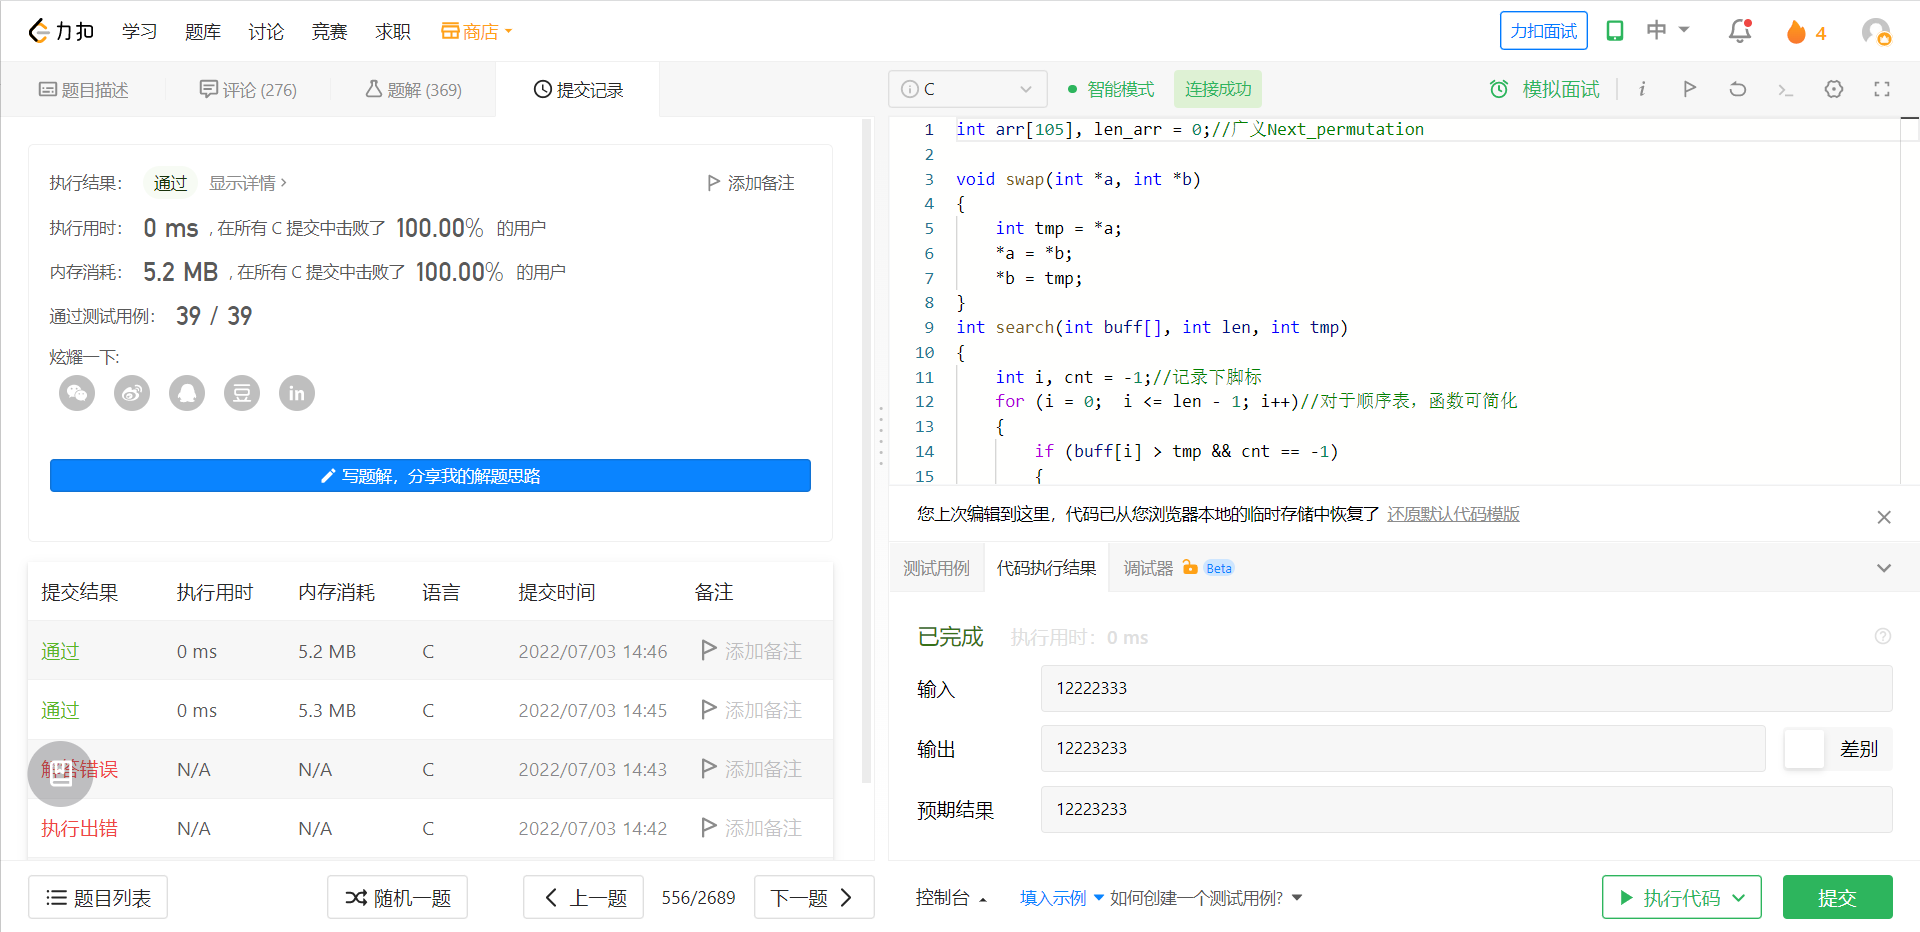 力扣 学习 题库 讨论 竞赛 求职 商店 力扣面试 中 4
题目描述 评论 (276) 题解 (369) 提交记录
执行结果： 通过 显示详情 › 添加备注
执行用时： 0 ms , 在所有 C 提交中击败了 100.00% 的用户
内存消耗： 5.2 MB , 在所有 C 提交中击败了 100.00% 的用户
通过测试用例： 39 / 39
炫耀一下:
豆 in
写题解，分享我的解题思路
提交结果 执行用时 内存消耗 语言 提交时间 备注
通过 0 ms 5.2 MB C 2022/07/03 14:46 添加备注
通过 0 ms 5.3 MB C 2022/07/03 14:45 添加备注
解答错误 N/A N/A C 2022/07/03 14:43 添加备注
执行出错 N/A N/A C 2022/07/03 14:42 添加备注
题目列表 随机一题 上一题 556/2689 下一题
C 智能模式 连接成功 模拟面试 i
1 int arr[105], len_arr = 0;//广义Next_permutation
2
3 void swap(int *a, int *b)
4 {
5 int tmp = *a;
6 *a = *b;
7 *b = tmp;
8 }
9 int search(int buff[], int len, int tmp)
10 {
11 int i, cnt = -1;//记录下脚标
12 for (i = 0;  i <= len - 1; i++)//对于顺序表，函数可简化
13 {
14 if (buff[i] > tmp && cnt == -1)
15 {
您上次编辑到这里，代码已从您浏览器本地的临时存储中恢复了 还原默认代码模版
测试用例 代码执行结果 调试器 Beta
已完成 执行用时：0 ms
输入 12222333
输出 12223233 差别
预期结果 12223233
控制台 填入示例 如何创建一个测试用例? 执行代码 提交